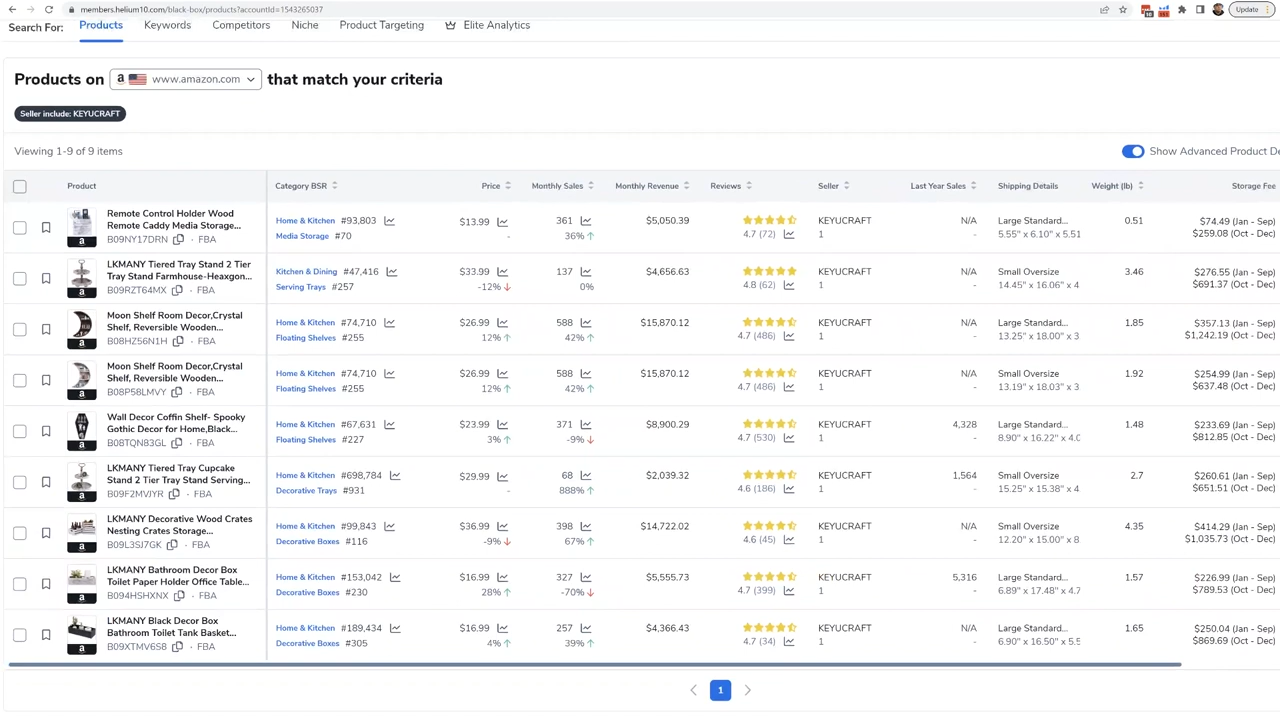 members.helium10.com/black-box/products?accountId=1543265037
Update
Search For: Products Keywords Competitors Niche Product Targeting Elite Analytics
Products on www.amazon.com that match your criteria
Seller include: KEYUCRAFT
Viewing 1-9 of 9 items
Show Advanced Product De
Product Category BSR Price Monthly Sales Monthly Revenue Reviews Seller Last Year Sales Shipping Details Weight (lb) Storage Fee
Remote Control Holder Wood
Remote Caddy Media Storage...
B09NY17DRN · FBA
Home & Kitchen #93,803
Media Storage #70
$13.99
-
361
36% ↑
$5,050.39
4.7 (72)
KEYUCRAFT
1
N/A
-
Large Standard...
5.55" x 6.10" x 5.51
0.51
$74.49 (Jan - Sep)
$259.08 (Oct - Dec)
LKMANY Tiered Tray Stand 2 Tier
Tray Stand Farmhouse-Heaxgon...
B09RZT64MX · FBA
Kitchen & Dining #47,416
Serving Trays #257
$33.99
-12% ↓
137
0%
$4,656.63
4.8 (62)
KEYUCRAFT
1
N/A
-
Small Oversize
14.45" x 16.06" x 4
3.46
$276.55 (Jan - Sep)
$691.37 (Oct - Dec)
Moon Shelf Room Decor,Crystal
Shelf, Reversible Wooden...
B08HZ56N1H · FBA
Home & Kitchen #74,710
Floating Shelves #255
$26.99
12% ↑
588
42% ↑
$15,870.12
4.7 (486)
KEYUCRAFT
1
N/A
-
Large Standard...
13.25" x 18.00" x 3
1.85
$357.13 (Jan - Sep)
$1,242.19 (Oct - Dec)
Moon Shelf Room Decor,Crystal
Shelf, Reversible Wooden...
B08P58LMVY · FBA
Home & Kitchen #74,710
Floating Shelves #255
$26.99
12% ↑
588
42% ↑
$15,870.12
4.7 (486)
KEYUCRAFT
1
N/A
-
Small Oversize
13.19" x 18.03" x 3
1.92
$254.99 (Jan - Sep)
$637.48 (Oct - Dec)
Wall Decor Coffin Shelf- Spooky
Gothic Decor for Home,Black...
B08TQN83GL · FBA
Home & Kitchen #67,631
Floating Shelves #227
$23.99
3% ↑
371
-9% ↓
$8,900.29
4.7 (530)
KEYUCRAFT
1
4,328
-
Large Standard...
8.90" x 16.22" x 4.0
1.48
$233.69 (Jan - Sep)
$812.85 (Oct - Dec)
LKMANY Tiered Tray Cupcake
Stand 2 Tier Tray Stand Serving...
B09F2MVJYR · FBA
Home & Kitchen #698,784
Decorative Trays #931
$29.99
-
68
888% ↑
$2,039.32
4.6 (186)
KEYUCRAFT
1
1,564
-
Small Oversize
15.25" x 15.38" x 4
2.7
$260.61 (Jan - Sep)
$651.51 (Oct - Dec)
LKMANY Decorative Wood Crates
Nesting Crates Storage...
B09L3SJ7GK · FBA
Home & Kitchen #99,843
Decorative Boxes #116
$36.99
-9% ↓
398
67% ↑
$14,722.02
4.6 (45)
KEYUCRAFT
1
N/A
-
Small Oversize
12.20" x 15.00" x 8
4.35
$414.29 (Jan - Sep)
$1,035.73 (Oct - Dec)
LKMANY Bathroom Decor Box
Toilet Paper Holder Office Table...
B094HSHXNX · FBA
Home & Kitchen #153,042
Decorative Boxes #230
$16.99
28% ↑
327
-70% ↓
$5,555.73
4.7 (399)
KEYUCRAFT
1
5,316
-
Large Standard...
6.89" x 17.48" x 4.7
1.57
$226.99 (Jan - Sep)
$789.53 (Oct - Dec)
LKMANY Black Decor Box
Bathroom Toilet Tank Basket...
B09XTMV6S8 · FBA
Home & Kitchen #189,434
Decorative Boxes #305
$16.99
4% ↑
257
39% ↑
$4,366.43
4.7 (34)
KEYUCRAFT
1
N/A
-
Large Standard...
6.90" x 16.50" x 5.5
1.65
$250.04 (Jan - Sep)
$869.69 (Oct - Dec)
1